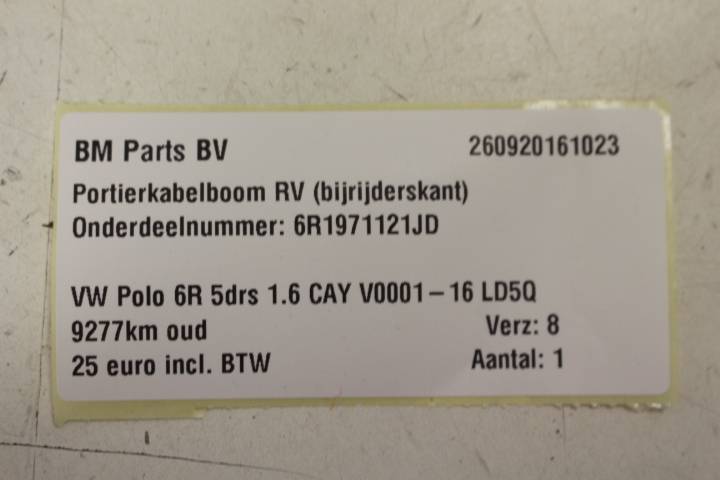 BM Parts BV 260920161023
Portierkabelboom RV (bijrijderskant)
Onderdeelnummer: 6R1971121JD
VW Polo 6R 5drs 1.6 CAY V0001-16 LD5Q
9277km oud Verz: 8
25 euro incl. BTW Aantal: 1